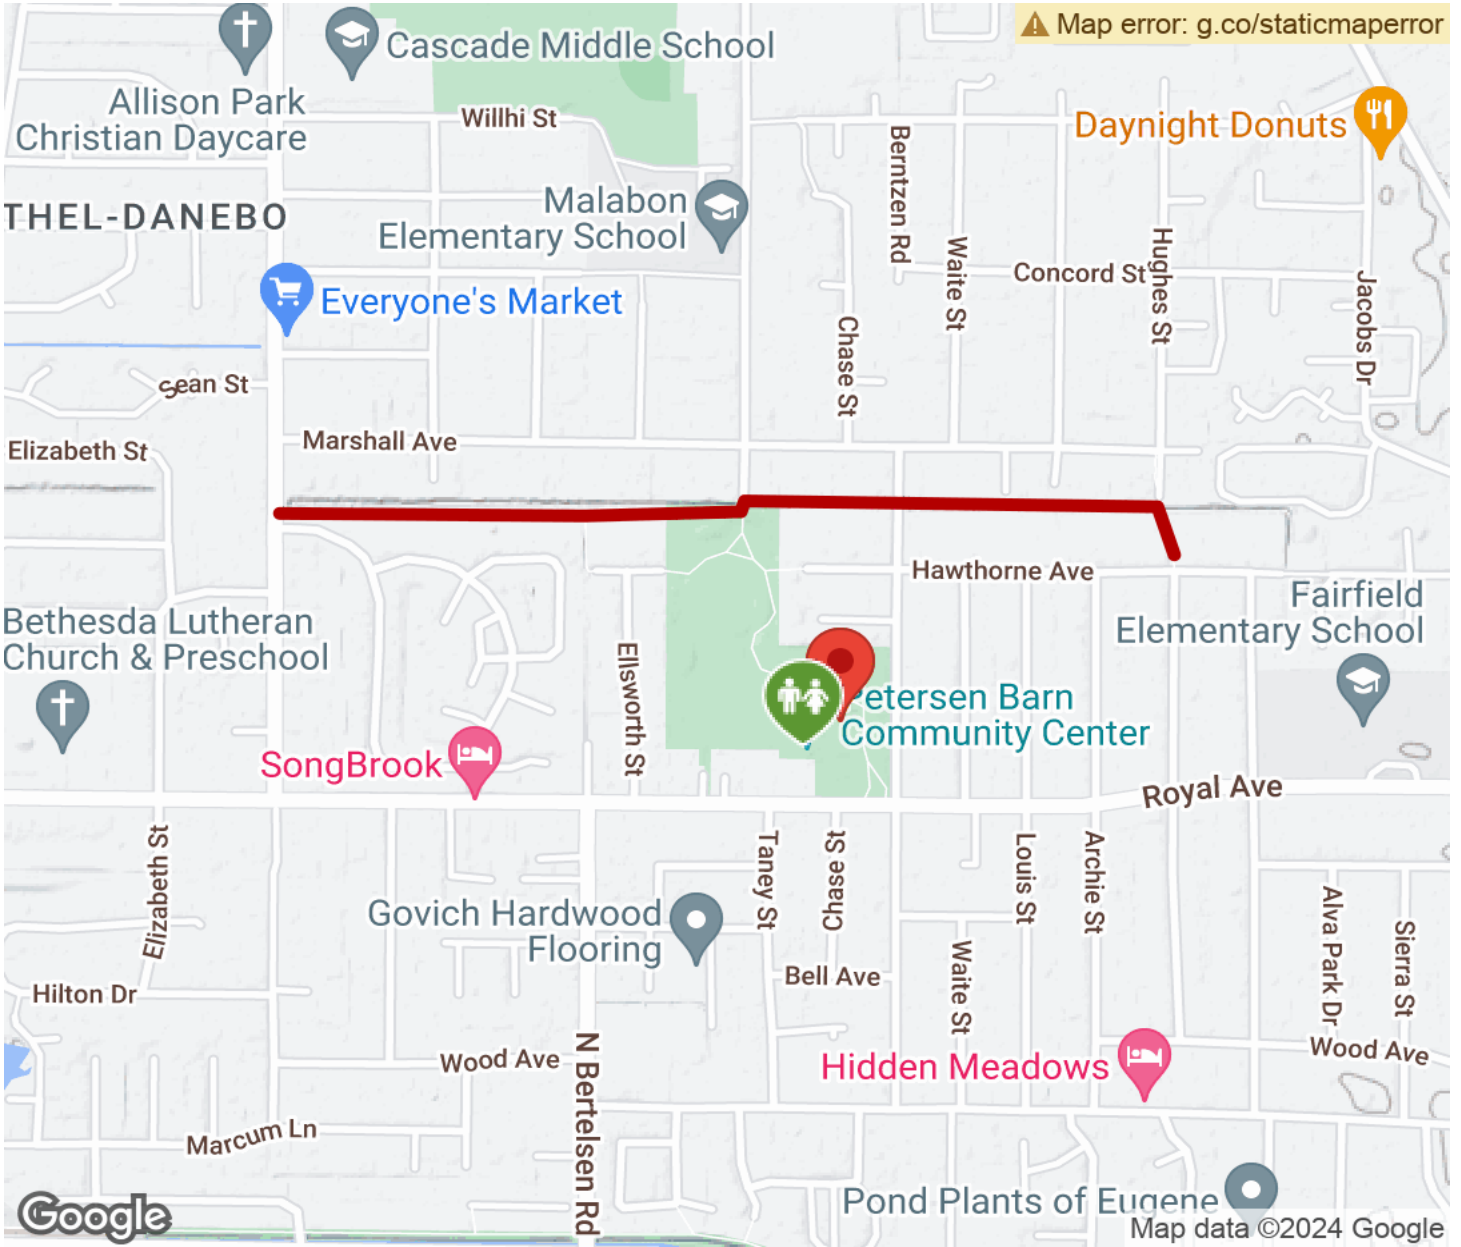 Map error: g.co/staticmaperror
Cascade Middle School
Allison Park
Christian Daycare
Willhi St
Daynight Donuts
Berntzen Rd
Malabon
Elementary School
THEL-DANEBO
Waite St
Hughes St
Concord St
Jacobs Dr
Everyone's Market
Chase St
Sean St
Marshall Ave
Elizabeth St
Hawthorne Ave
Fairfield
Elementary School
Bethesda Lutheran
Church & Preschool
Ellsworth St
Petersen Barn
Community Center
SongBrook
Royal Ave
Elizabeth St
Taney St
Chase St
Louis St
Archie St
Govich Hardwood
Flooring
Alva Park Dr
Sierra St
Waite St
Bell Ave
Hilton Dr
N Bertelsen Rd
Wood Ave
Wood Ave
Hidden Meadows
Marcum Ln
Pond Plants of Eugene
Google
Map data ©2024 Google